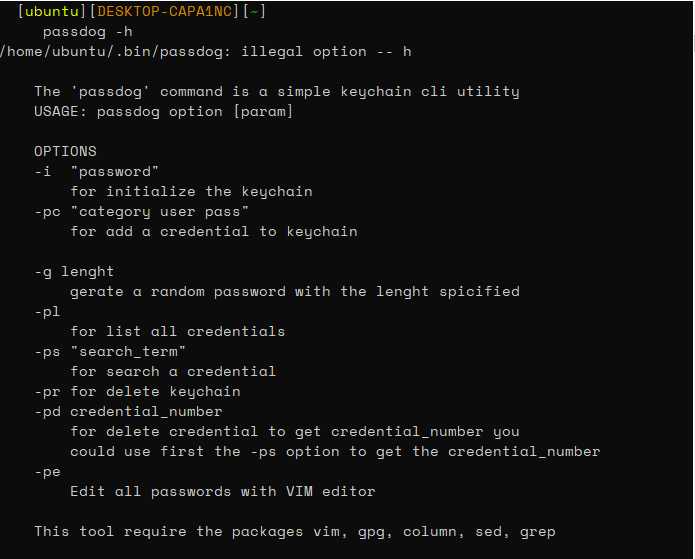 [ubuntu][DESKTOP-CAPA1NC][~]
passdog -h
/home/ubuntu/.bin/passdog: illegal option -- h
The 'passdog' command is a simple keychain cli utility
USAGE: passdog option [param]
OPTIONS
-i "password"
for initialize the keychain
-pc "category user pass"
for add a credential to keychain
-g lenght
gerate a random password with the lenght spicified
-pl
for list all credentials
-ps "search_term"
for search a credential
-pr for delete keychain
-pd credential_number
for delete credential to get credential_number you
could use first the -ps option to get the credential_number
-pe
Edit all passwords with VIM editor
This tool require the packages vim, gpg, column, sed, grep